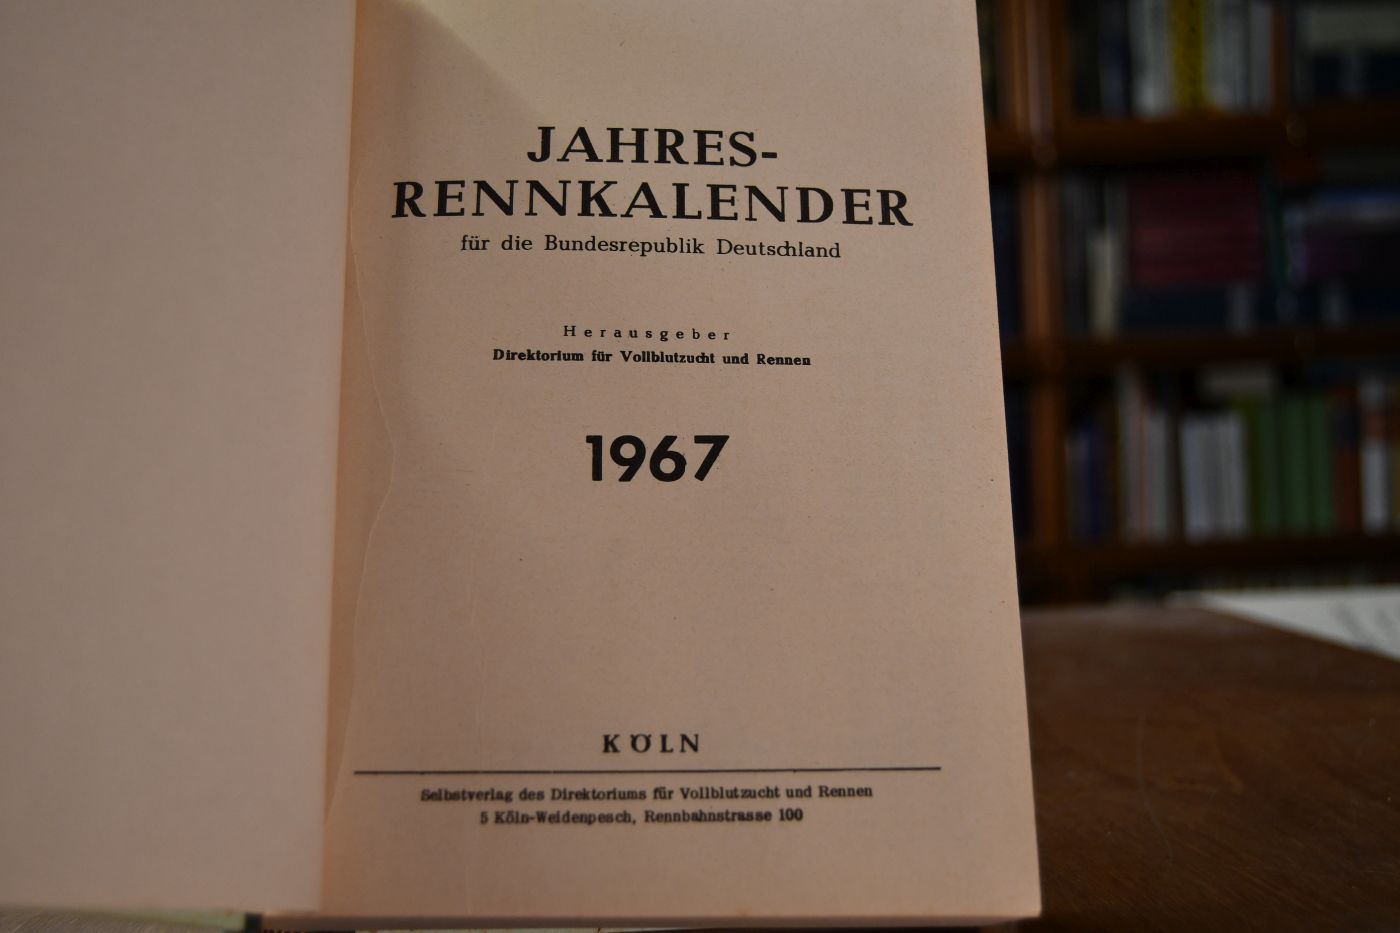 JAHRES-
RENNKALENDER
für die Bundesrepublik Deutschland
Herausgeber
Direktorium für Vollblutzucht und Rennen
1967
KÖLN
Selbstverlag des Direktoriums für Vollblutzucht und Rennen
5 Köln-Weidenpesch, Rennbahnstrasse 100